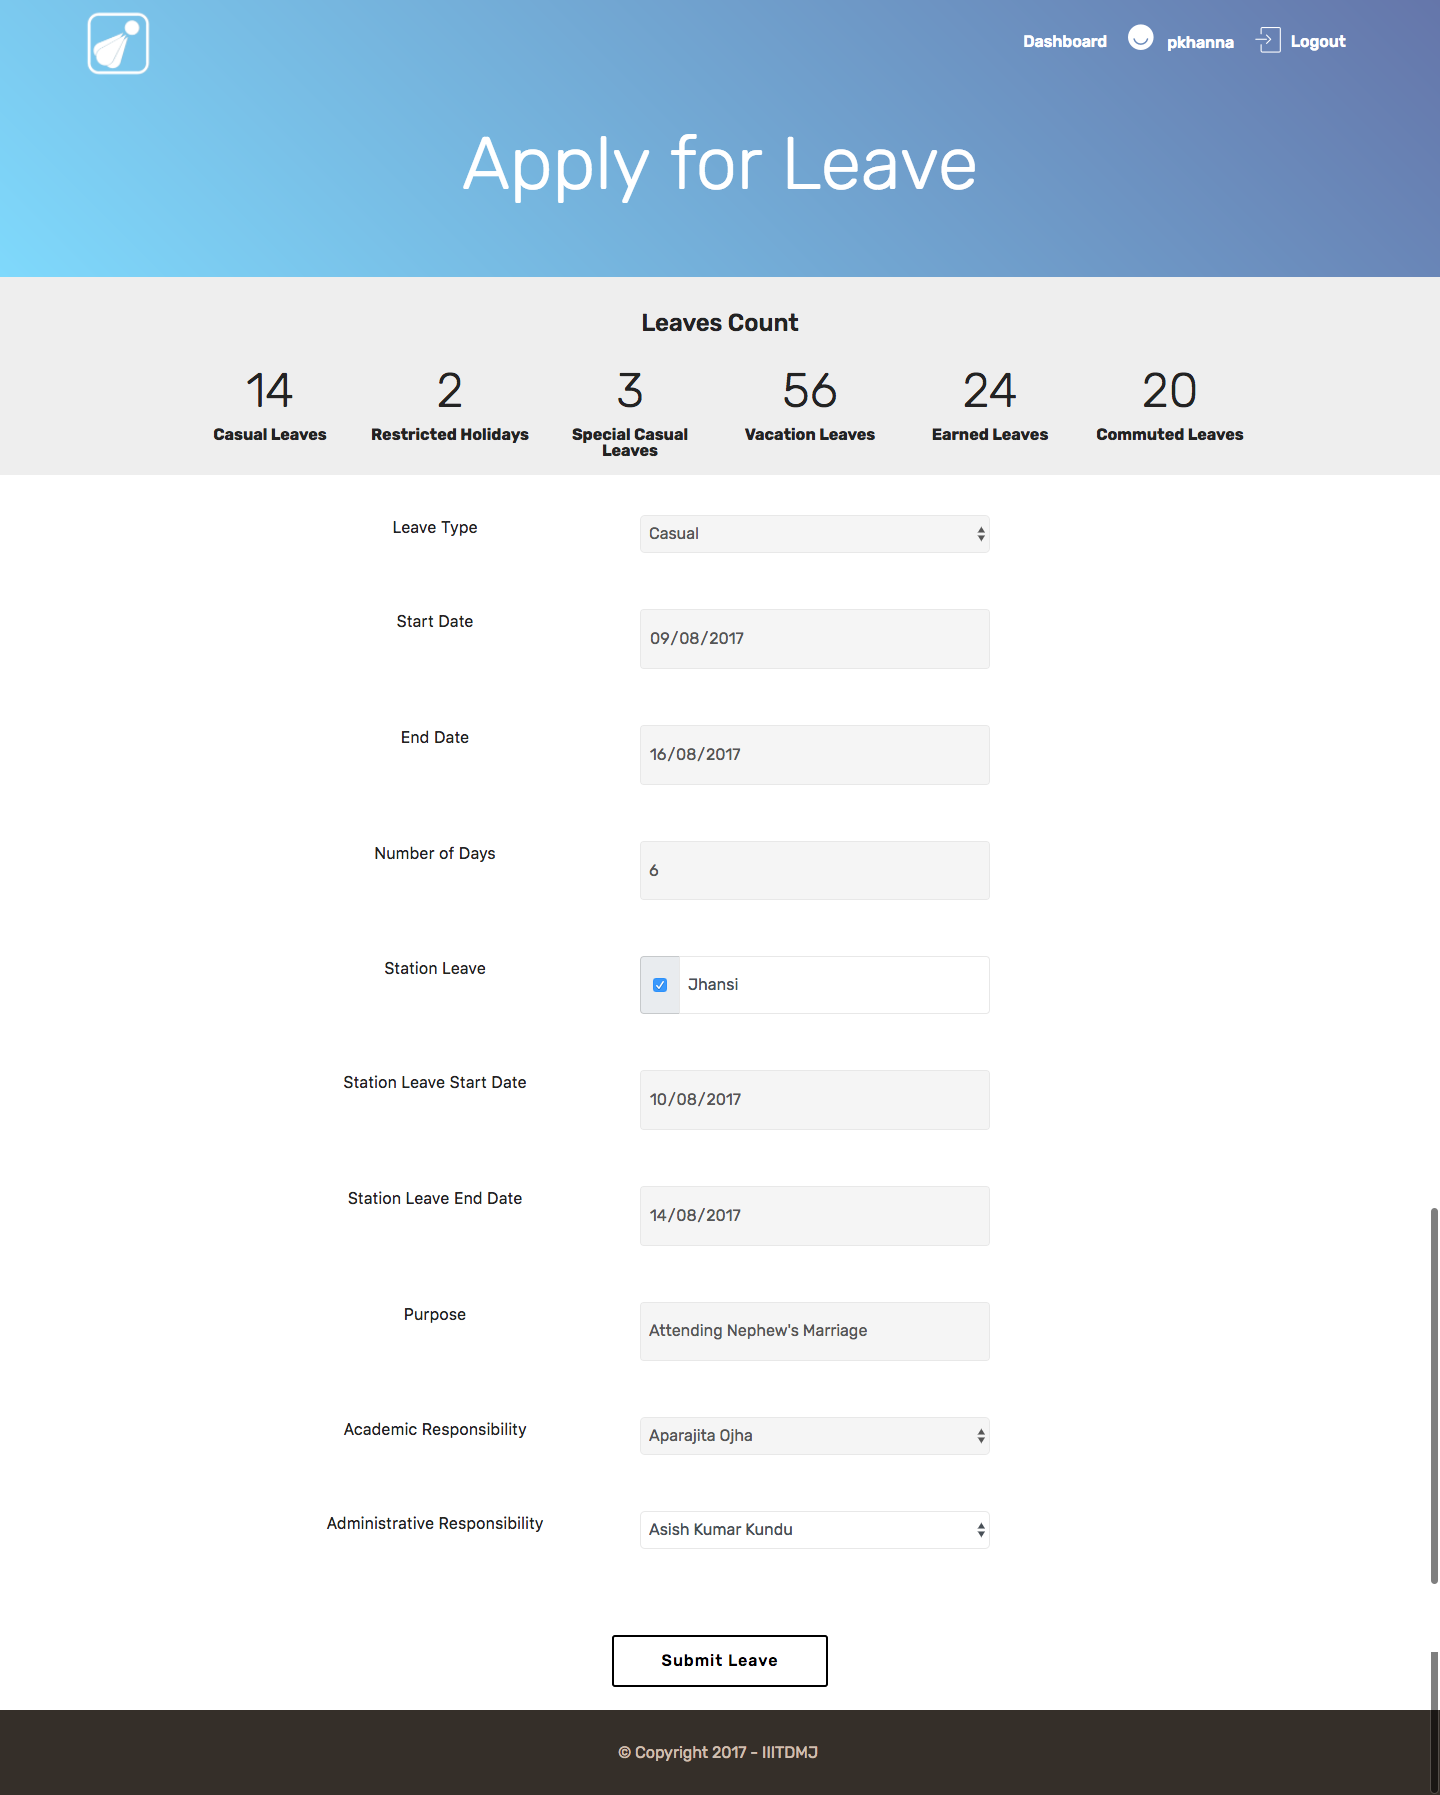 Dashboard pkhanna Logout
Apply for Leave
Leaves Count
14 2 3 56 24 20
Casual Leaves Restricted Holidays Special Casual Leaves Vacation Leaves Earned Leaves Commuted Leaves
Leave Type Casual
Start Date 09/08/2017
End Date 16/08/2017
Number of Days 6
Station Leave Jhansi
Station Leave Start Date 10/08/2017
Station Leave End Date 14/08/2017
Purpose Attending Nephew's Marriage
Academic Responsibility Aparajita Ojha
Administrative Responsibility Asish Kumar Kundu
Submit Leave
© Copyright 2017 - IIITDMJ